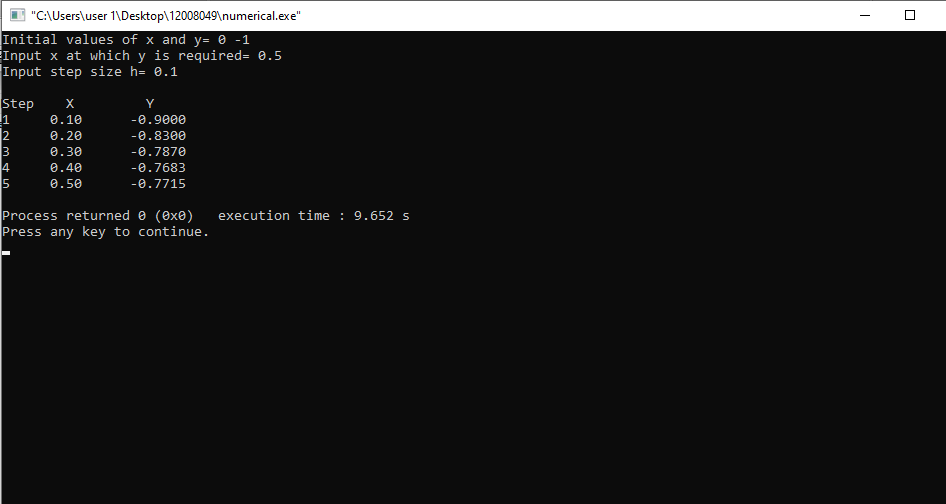 "C:\Users\user 1\Desktop\12008049\numerical.exe"
Initial values of x and y= 0 -1
Input x at which y is required= 0.5
Input step size h= 0.1
Step X Y
1 0.10 -0.9000
2 0.20 -0.8300
3 0.30 -0.7870
4 0.40 -0.7683
5 0.50 -0.7715
Process returned 0 (0x0) execution time : 9.652 s
Press any key to continue.